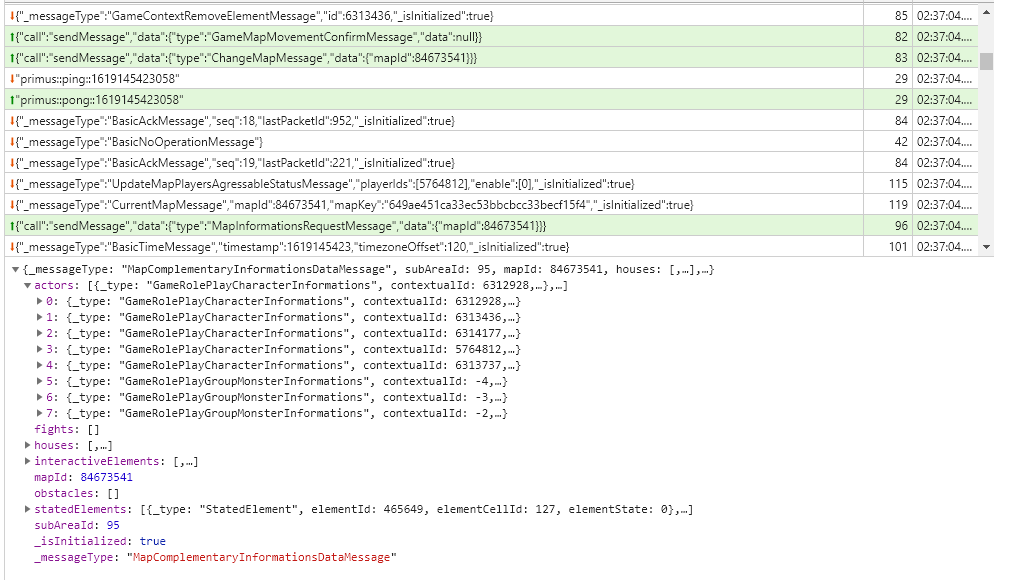 {"_messageType":"GameContextRemoveElementMessage","id":6313436,"_isInitialized":true} 85 02:37:04....
{"call":"sendMessage","data":{"type":"GameMapMovementConfirmMessage","data":null}} 82 02:37:04....
{"call":"sendMessage","data":{"type":"ChangeMapMessage","data":{"mapId":84673541}}} 83 02:37:04....
"primus::ping::1619145423058" 29 02:37:04....
"primus::pong::1619145423058" 29 02:37:04....
{"_messageType":"BasicAckMessage","seq":18,"lastPacketId":952,"_isInitialized":true} 84 02:37:04....
{"_messageType":"BasicNoOperationMessage"} 42 02:37:04....
{"_messageType":"BasicAckMessage","seq":19,"lastPacketId":221,"_isInitialized":true} 84 02:37:04....
{"_messageType":"UpdateMapPlayersAgressableStatusMessage","playerIds":[5764812],"enable":[0],"_isInitialized":true} 115 02:37:04....
{"_messageType":"CurrentMapMessage","mapId":84673541,"mapKey":"649ae451ca33ec53bbcbcc33becf15f4","_isInitialized":true} 119 02:37:04....
{"call":"sendMessage","data":{"type":"MapInformationsRequestMessage","data":{"mapId":84673541}}} 96 02:37:04....
{"_messageType":"BasicTimeMessage","timestamp":1619145423,"timezoneOffset":120,"_isInitialized":true} 101 02:37:04....
{_messageType: "MapComplementaryInformationsDataMessage", subAreaId: 95, mapId: 84673541, houses: [,…],…}
actors: [{_type: "GameRolePlayCharacterInformations", contextualId: 6312928,…},…]
0: {_type: "GameRolePlayCharacterInformations", contextualId: 6312928,…}
1: {_type: "GameRolePlayCharacterInformations", contextualId: 6313436,…}
2: {_type: "GameRolePlayCharacterInformations", contextualId: 6314177,…}
3: {_type: "GameRolePlayCharacterInformations", contextualId: 5764812,…}
4: {_type: "GameRolePlayCharacterInformations", contextualId: 6313737,…}
5: {_type: "GameRolePlayGroupMonsterInformations", contextualId: -4,…}
6: {_type: "GameRolePlayGroupMonsterInformations", contextualId: -3,…}
7: {_type: "GameRolePlayGroupMonsterInformations", contextualId: -2,…}
fights: []
houses: [,…]
interactiveElements: [,…]
mapId: 84673541
obstacles: []
statedElements: [{_type: "StatedElement", elementId: 465649, elementCellId: 127, elementState: 0},…]
subAreaId: 95
_isInitialized: true
_messageType: "MapComplementaryInformationsDataMessage"